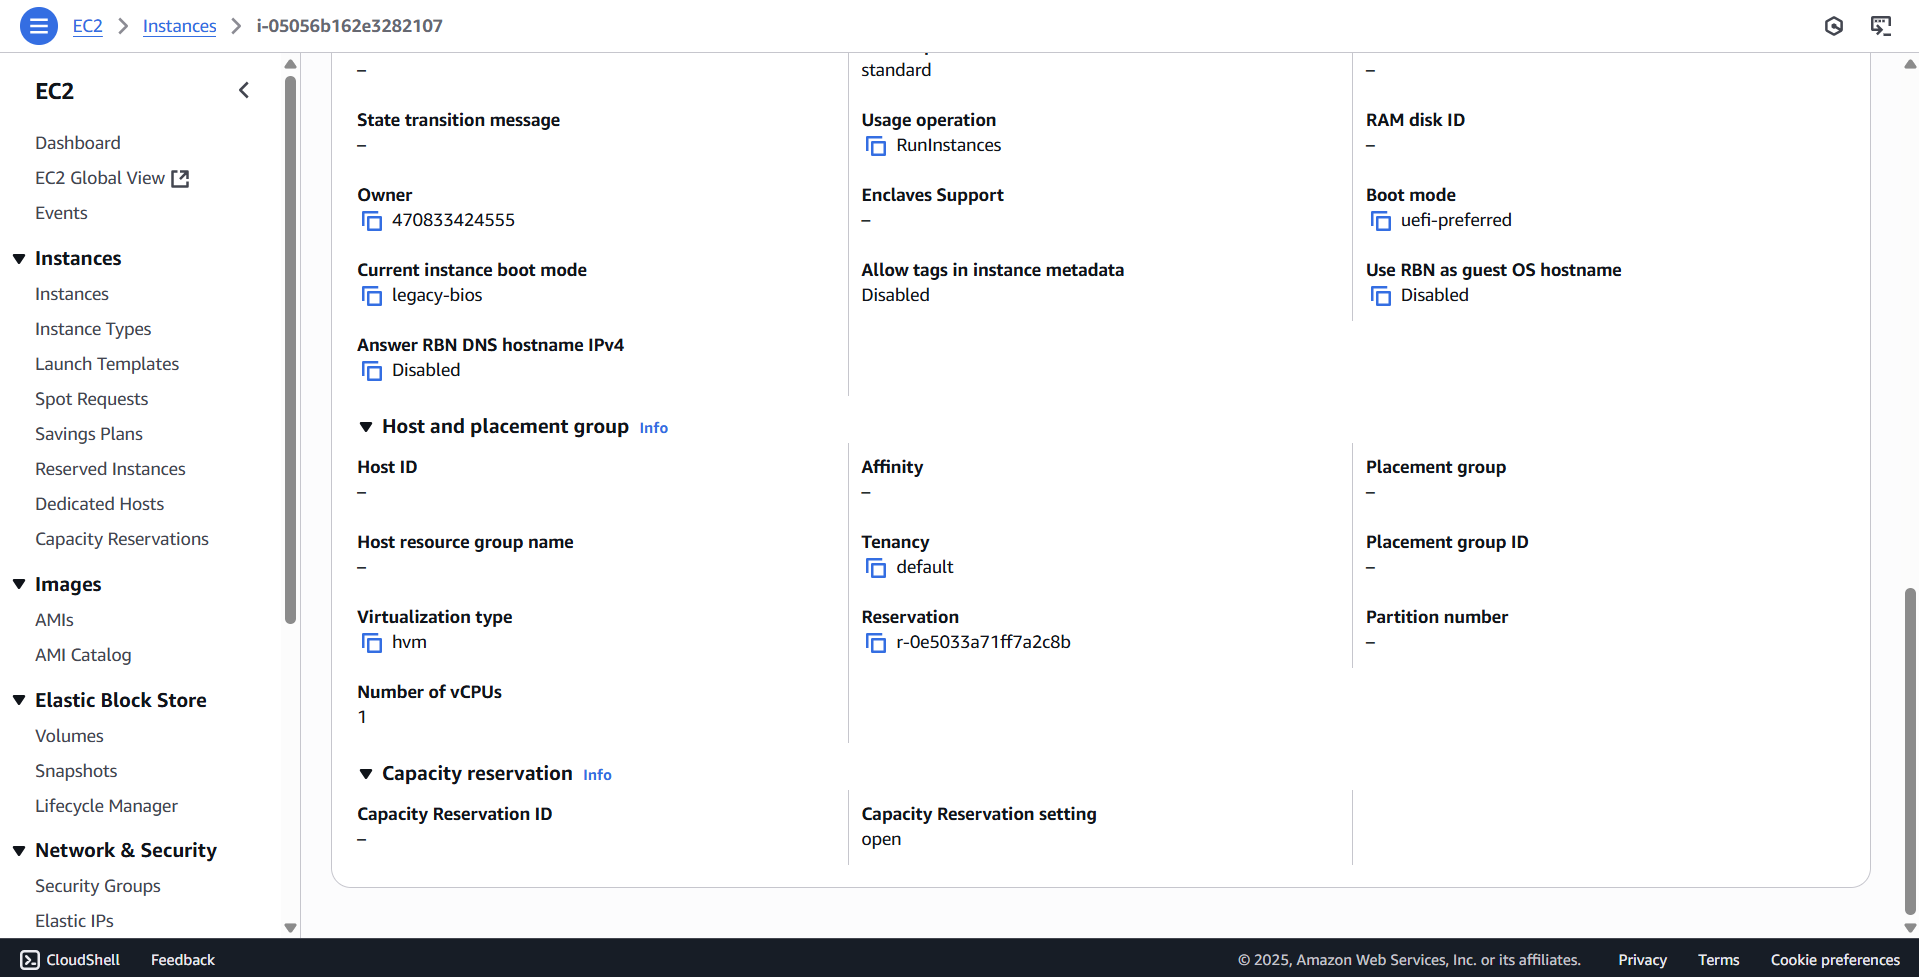 EC2 > Instances > i-05056b162e3282107
EC2
Dashboard
EC2 Global View
Events
Instances
Instances
Instance Types
Launch Templates
Spot Requests
Savings Plans
Reserved Instances
Dedicated Hosts
Capacity Reservations
Images
AMIs
AMI Catalog
Elastic Block Store
Volumes
Snapshots
Lifecycle Manager
Network & Security
Security Groups
Elastic IPs
–
standard
–
State transition message
–
Usage operation
RunInstances
RAM disk ID
–
Owner
470833424555
Enclaves Support
–
Boot mode
uefi-preferred
Current instance boot mode
legacy-bios
Allow tags in instance metadata
Disabled
Use RBN as guest OS hostname
Disabled
Answer RBN DNS hostname IPv4
Disabled
Host and placement group Info
Host ID
–
Affinity
–
Placement group
–
Host resource group name
–
Tenancy
default
Placement group ID
–
Virtualization type
hvm
Reservation
r-0e5033a71ff7a2c8b
Partition number
–
Number of vCPUs
1
Capacity reservation Info
Capacity Reservation ID
–
Capacity Reservation setting
open
CloudShell Feedback © 2025, Amazon Web Services, Inc. or its affiliates. Privacy Terms Cookie preferences